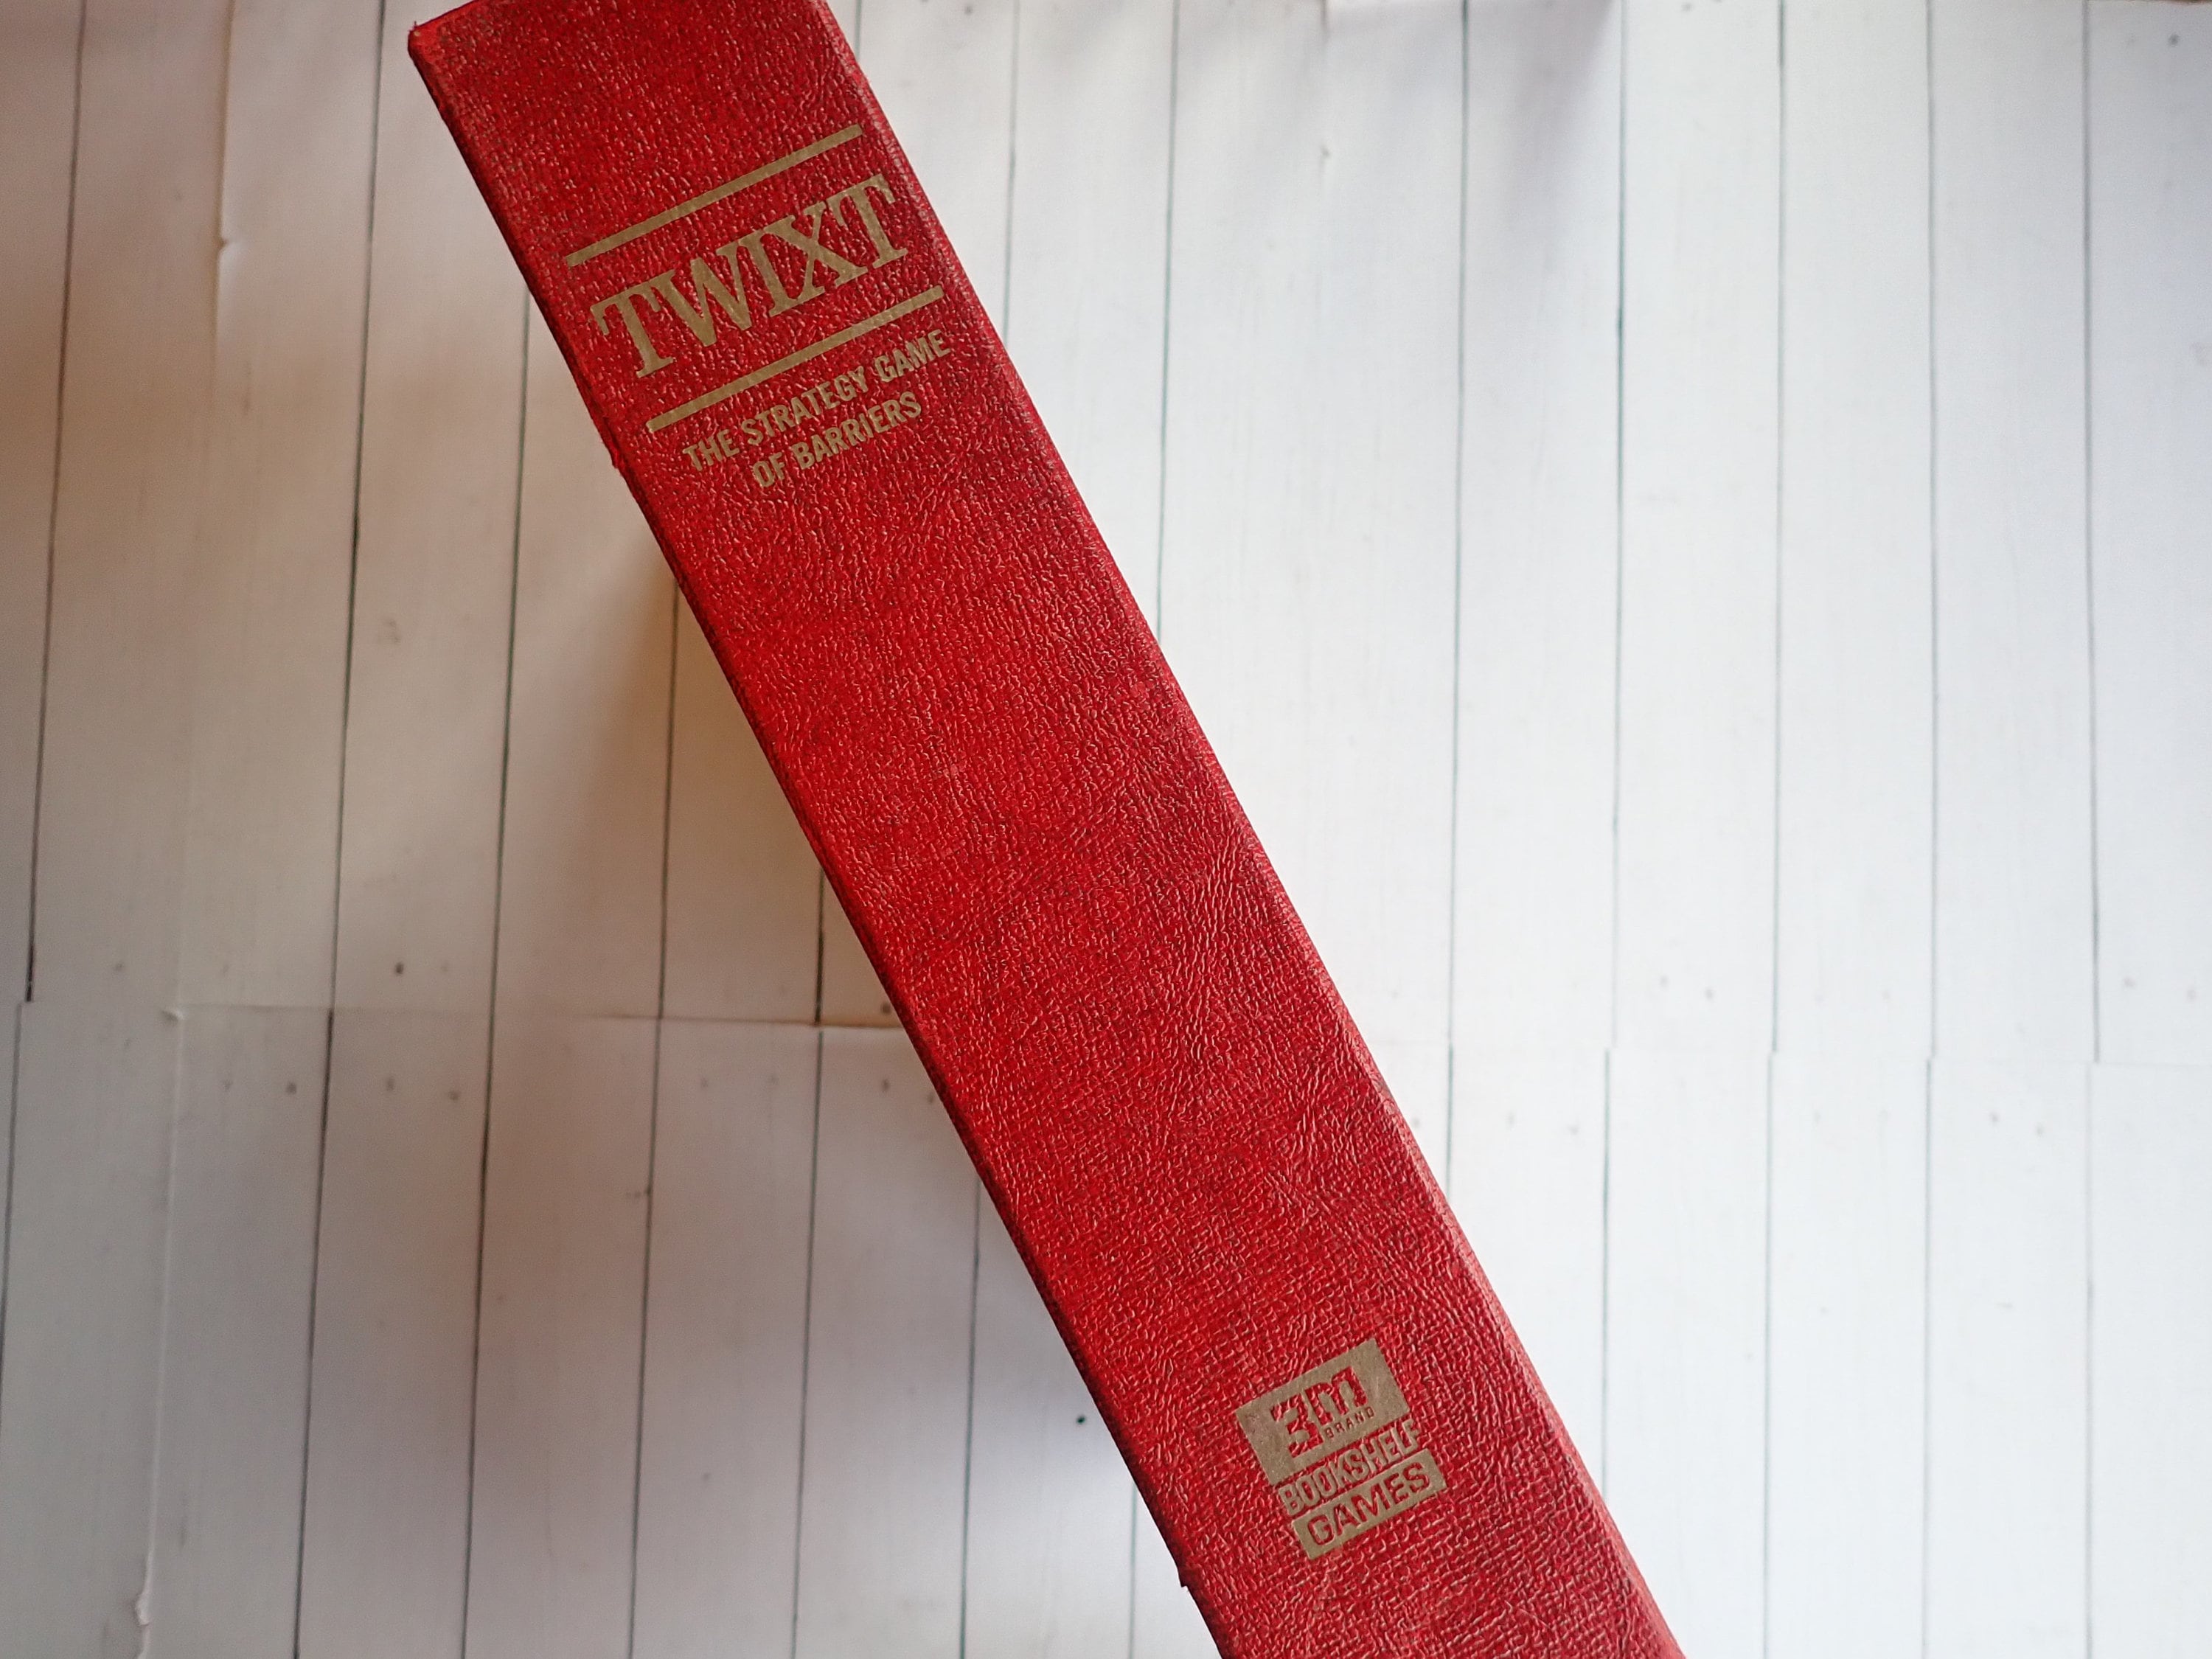 TWIXT
THE STRATEGY GAME
OF BARRIERS
3M
BRAND
BOOKSHELF
GAMES